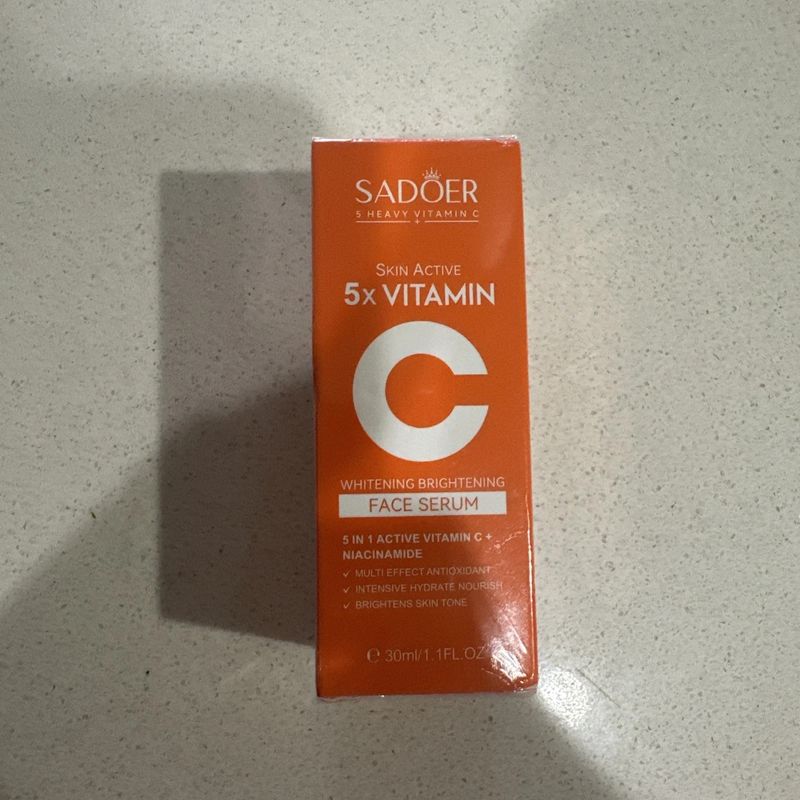 SADOER
5 HEAVY VITAMIN C
SKIN ACTIVE
5X VITAMIN
C
WHITENING BRIGHTENING
FACE SERUM
5 IN 1 ACTIVE VITAMIN C +
NIACINAMIDE
✓ MULTI EFFECT ANTIOXIDANT
✓ INTENSIVE HYDRATE NOURISH
✓ BRIGHTENS SKIN TONE
℮ 30ml/1.1FL.OZ